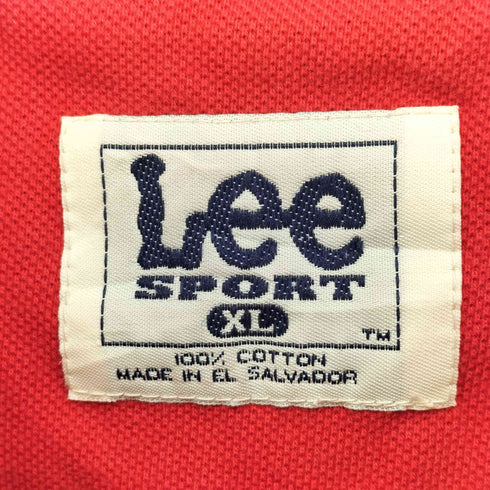 Lee
SPORT
XL
™
100% COTTON
MADE IN EL SALVADOR